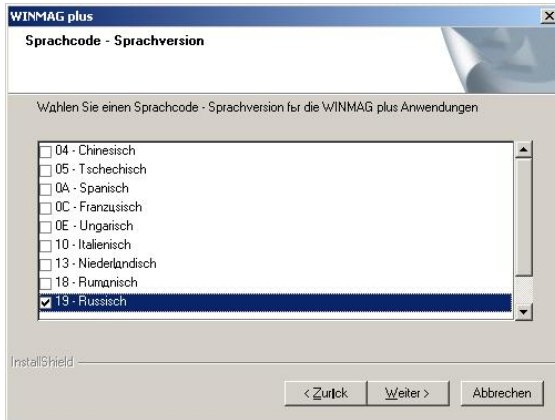 WINMAG plus
Sprachcode - Sprachversion
Wдhlen Sie einen Sprachcode - Sprachversion fьr die WINMAG plus Anwendungen
04 - Chinesisch
05 - Tschechisch
0A - Spanisch
0C - Franzцsisch
0E - Ungarisch
10 - Italienisch
13 - Niederlдndisch
18 - Rumдnisch
19 - Russisch
InstallShield
< Zurьck
Weiter >
Abbrechen